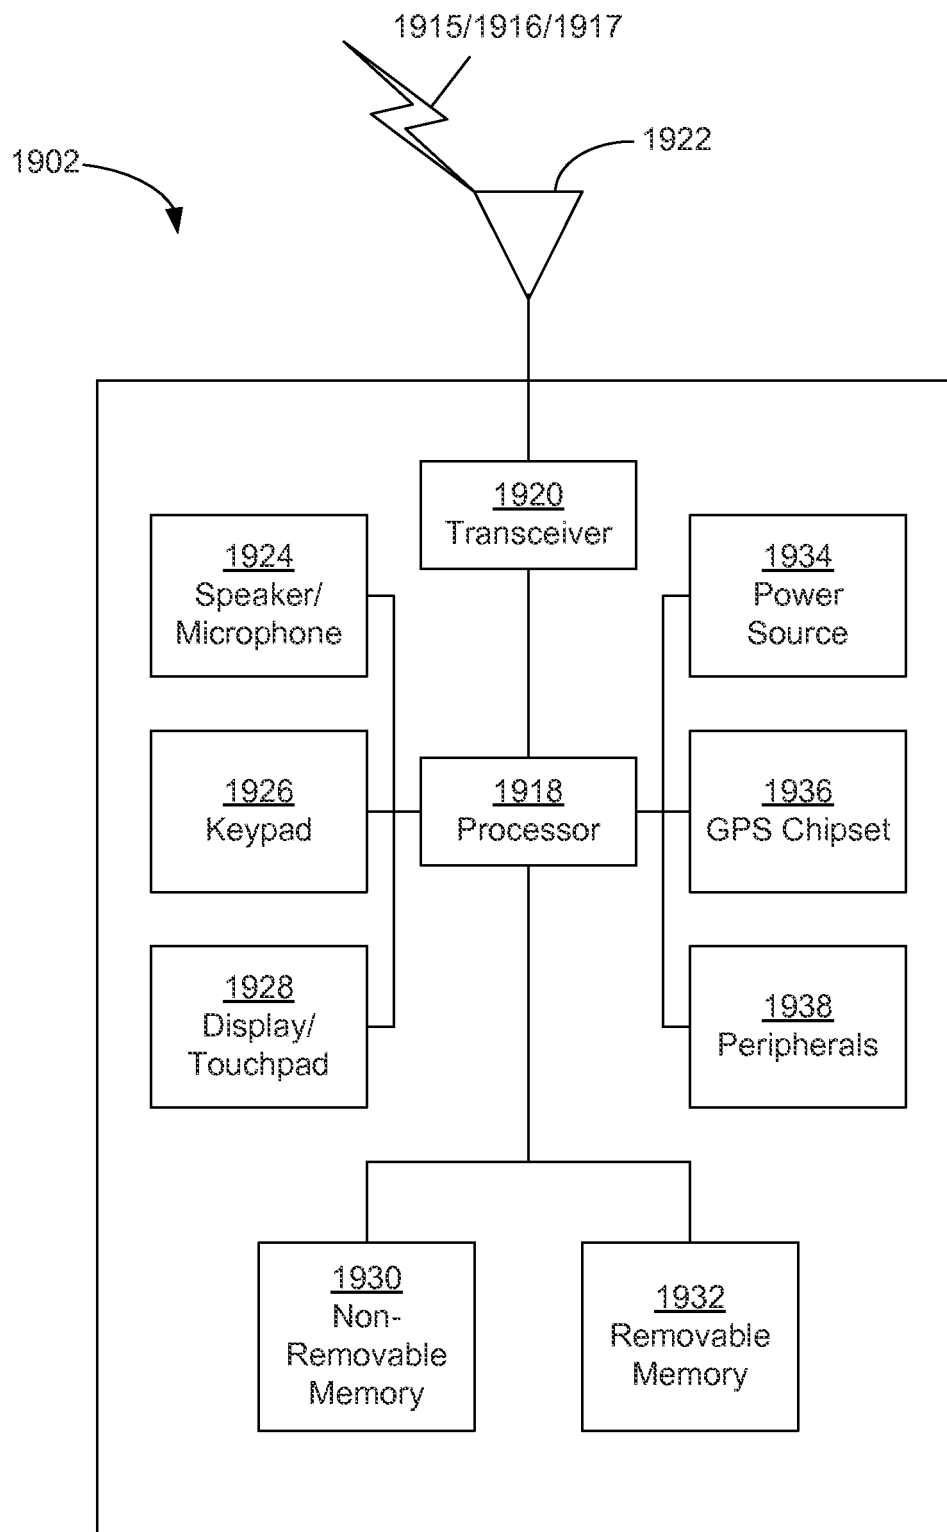 1915/1916/1917
1922
1902
1920
Transceiver
1924
Speaker/
Microphone
1934
Power
Source
1926
Keypad
1918
Processor
1936
GPS Chipset
1928
Display/
Touchpad
1938
Peripherals
1930
Non-
Removable
Memory
1932
Removable
Memory